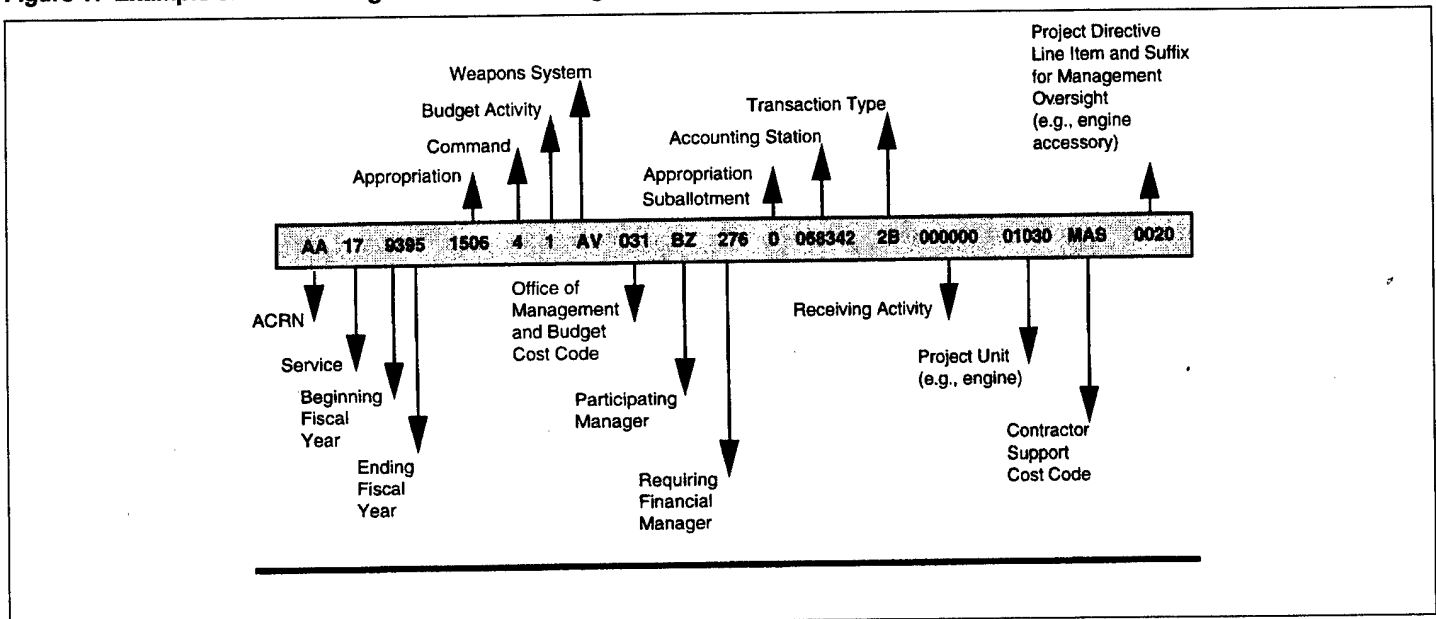 Project Directive
Line Item and Suffix
for Management
Oversight
(e.g., engine
accessory)
Weapons System
Transaction Type
Budget Activity
Accounting Station
Command
Appropriation
Appropriation
Suballotment
AA 17 9395 1506 4 1 AV 031 BZ 276 0 068342 2B 000000 01030 MAS 0020
ACRN
Service
Beginning
Fiscal
Year
Ending
Fiscal
Year
Office of
Management
and Budget
Cost Code
Participating
Manager
Requiring
Financial
Manager
Receiving Activity
Project Unit
(e.g., engine)
Contractor
Support
Cost Code